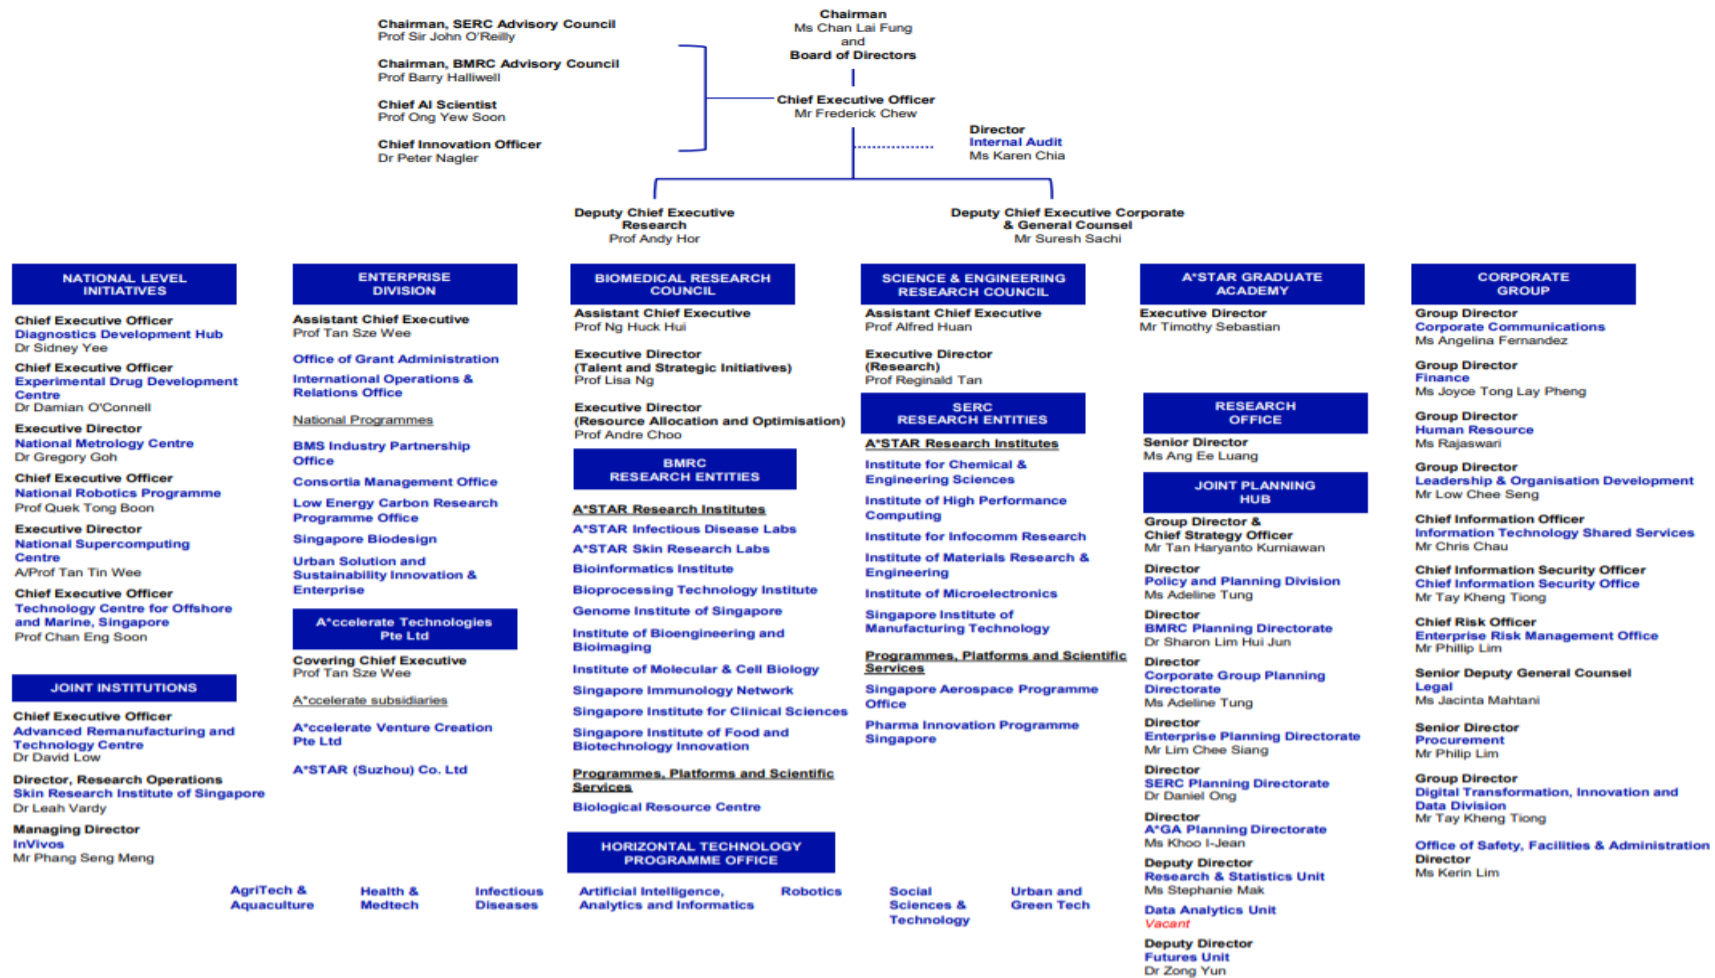 Chairman, SERC Advisory Council
Prof Sir John O'Reilly
Chairman, BMRC Advisory Council
Prof Barry Halliwell
Chief AI Scientist
Prof Ong Yew Soon
Chief Innovation Officer
Dr Peter Nagler
Chairman
Ms Chan Lai Fung
and
Board of Directors
Chief Executive Officer
Mr Frederick Chew
Director
Internal Audit
Ms Karen Chia
Deputy Chief Executive
Research
Prof Andy Hor
Deputy Chief Executive Corporate
& General Counsel
Mr Suresh Sachi
NATIONAL LEVEL
INITIATIVES
Chief Executive Officer
Diagnostics Development Hub
Dr Sidney Yee
Chief Executive Officer
Experimental Drug Development
Centre
Dr Damian O'Connell
Executive Director
National Metrology Centre
Dr Gregory Goh
Chief Executive Officer
National Robotics Programme
Prof Quek Tong Boon
Executive Director
National Supercomputing
Centre
A/Prof Tan Tin Wee
Chief Executive Officer
Technology Centre for Offshore
and Marine, Singapore
Prof Chan Eng Soon
JOINT INSTITUTIONS
Chief Executive Officer
Advanced Remanufacturing and
Technology Centre
Dr David Low
Director, Research Operations
Skin Research Institute of Singapore
Dr Leah Vardy
Managing Director
InVivos
Mr Phang Seng Meng
ENTERPRISE
DIVISION
Assistant Chief Executive
Prof Tan Sze Wee
Office of Grant Administration
International Operations &
Relations Office
National Programmes
BMS Industry Partnership
Office
Consortia Management Office
Low Energy Carbon Research
Programme Office
Singapore Biodesign
Urban Solution and
Sustainability Innovation &
Enterprise
A*ccelerate Technologies
Pte Ltd
Covering Chief Executive
Prof Tan Sze Wee
A*ccelerate subsidiaries
A*ccelerate Venture Creation
Pte Ltd
A*STAR (Suzhou) Co. Ltd
BIOMEDICAL RESEARCH
COUNCIL
Assistant Chief Executive
Prof Ng Huck Hui
Executive Director
(Talent and Strategic Initiatives)
Prof Lisa Ng
Executive Director
(Resource Allocation and Optimisation)
Prof Andre Choo
BMRC
RESEARCH ENTITIES
A*STAR Research Institutes
A*STAR Infectious Disease Labs
A*STAR Skin Research Labs
Bioinformatics Institute
Bioprocessing Technology Institute
Genome Institute of Singapore
Institute of Bioengineering and
Bioimaging
Institute of Molecular & Cell Biology
Singapore Immunology Network
Singapore Institute for Clinical Sciences
Singapore Institute of Food and
Biotechnology Innovation
Programmes, Platforms and Scientific
Services
Biological Resource Centre
SCIENCE & ENGINEERING
RESEARCH COUNCIL
Assistant Chief Executive
Prof Alfred Huan
Executive Director
(Research)
Prof Reginald Tan
SERC
RESEARCH ENTITIES
A*STAR Research Institutes
Institute for Chemical &
Engineering Sciences
Institute of High Performance
Computing
Institute for Infocomm Research
Institute of Materials Research &
Engineering
Institute of Microelectronics
Singapore Institute of
Manufacturing Technology
Programmes, Platforms and Scientific
Services
Singapore Aerospace Programme
Office
Pharma Innovation Programme
Singapore
A*STAR GRADUATE
ACADEMY
Executive Director
Mr Timothy Sebastian
RESEARCH
OFFICE
Senior Director
Ms Ang Ee Luang
JOINT PLANNING
HUB
Group Director &
Chief Strategy Officer
Mr Tan Haryanto Kurniawan
Director
Policy and Planning Division
Ms Adeline Tung
Director
BMRC Planning Directorate
Dr Sharon Lim Hui Jun
Director
Corporate Group Planning
Directorate
Ms Adeline Tung
Director
Enterprise Planning Directorate
Mr Lim Chee Siang
Director
SERC Planning Directorate
Dr Daniel Ong
Director
A*GA Planning Directorate
Ms Khoo I-Jean
Deputy Director
Research & Statistics Unit
Ms Stephanie Mak
Data Analytics Unit
Vacant
Deputy Director
Futures Unit
Dr Zong Yun
CORPORATE
GROUP
Group Director
Corporate Communications
Ms Angelina Fernandez
Group Director
Finance
Ms Joyce Tong Lay Pheng
Group Director
Human Resource
Ms Rajaswari
Group Director
Leadership & Organisation Development
Mr Low Chee Seng
Chief Information Officer
Information Technology Shared Services
Mr Chris Chau
Chief Information Security Officer
Chief Information Security Office
Mr Tay Kheng Tiong
Chief Risk Officer
Enterprise Risk Management Office
Mr Phillip Lim
Senior Deputy General Counsel
Legal
Ms Jacinta Mahtani
Senior Director
Procurement
Mr Philip Lim
Group Director
Digital Transformation, Innovation and
Data Division
Mr Tay Kheng Tiong
Office of Safety, Facilities & Administration
Director
Ms Kerin Lim
HORIZONTAL TECHNOLOGY
PROGRAMME OFFICE
AgriTech &
Aquaculture
Health &
Medtech
Infectious
Diseases
Artificial Intelligence,
Analytics and Informatics
Robotics
Social
Sciences &
Technology
Urban and
Green Tech